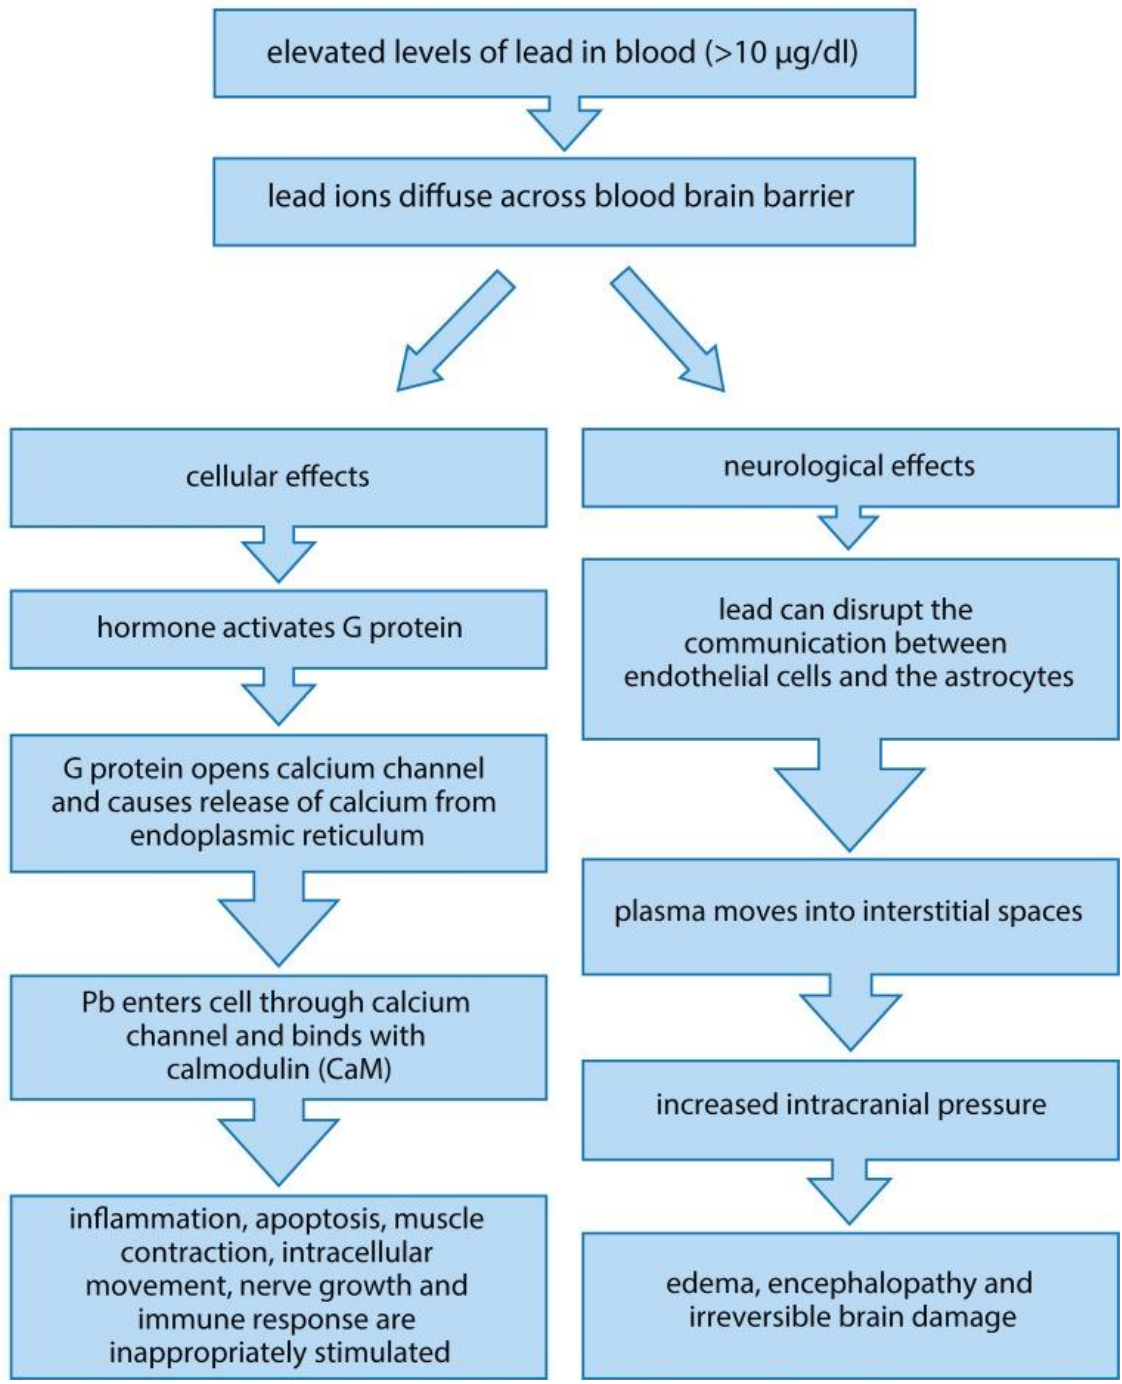 elevated levels of lead in blood (>10 µg/dl)
lead ions diffuse across blood brain barrier
cellular effects
hormone activates G protein
G protein opens calcium channel
and causes release of calcium from
endoplasmic reticulum
Pb enters cell through calcium
channel and binds with
calmodulin (CaM)
inflammation, apoptosis, muscle
contraction, intracellular
movement, nerve growth and
immune response are
inappropriately stimulated
neurological effects
lead can disrupt the
communication between
endothelial cells and the astrocytes
plasma moves into interstitial spaces
increased intracranial pressure
edema, encephalopathy and
irreversible brain damage